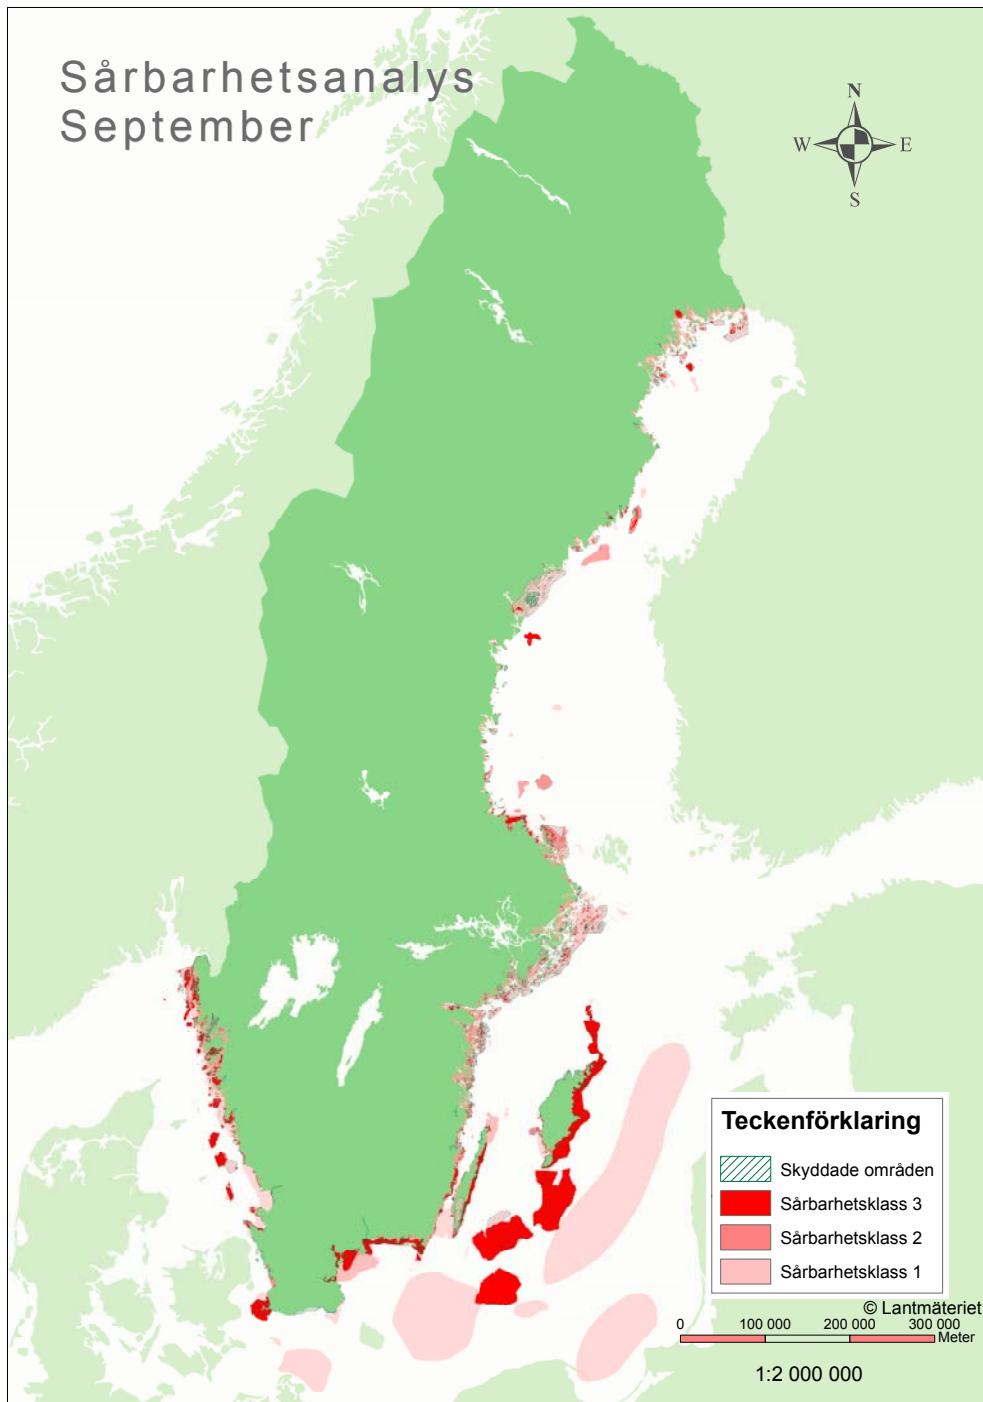 Sårbarhetsanalys
September
N
W E
S
Teckenförklaring
Skyddade områden
Sårbarhetsklass 3
Sårbarhetsklass 2
Sårbarhetsklass 1
© Lantmäteriet
0 100 000 200 000 300 000
Meter
1:2 000 000